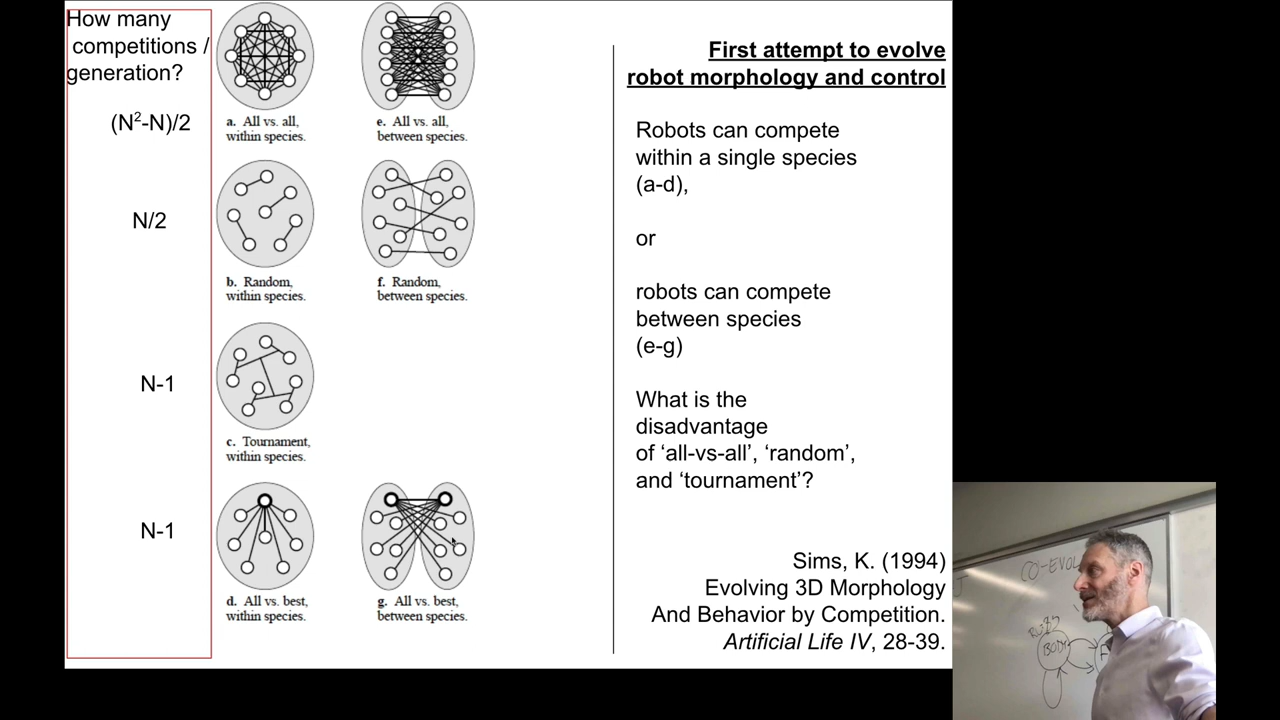 How many
competitions /
generation?
(N²-N)/2
N/2
N-1
N-1
a. All vs. all,
within species.
e. All vs. all,
between species.
b. Random,
within species.
f. Random,
between species.
c. Tournament,
within species.
d. All vs. best,
within species.
g. All vs. best,
between species.
First attempt to evolve
robot morphology and control
Robots can compete
within a single species
(a-d),
or
robots can compete
between species
(e-g)
What is the
disadvantage
of ‘all-vs-all’, ‘random’,
and ‘tournament’?
Sims, K. (1994)
Evolving 3D Morphology
And Behavior by Competition.
Artificial Life IV, 28-39.
CO-EVOL
BODY